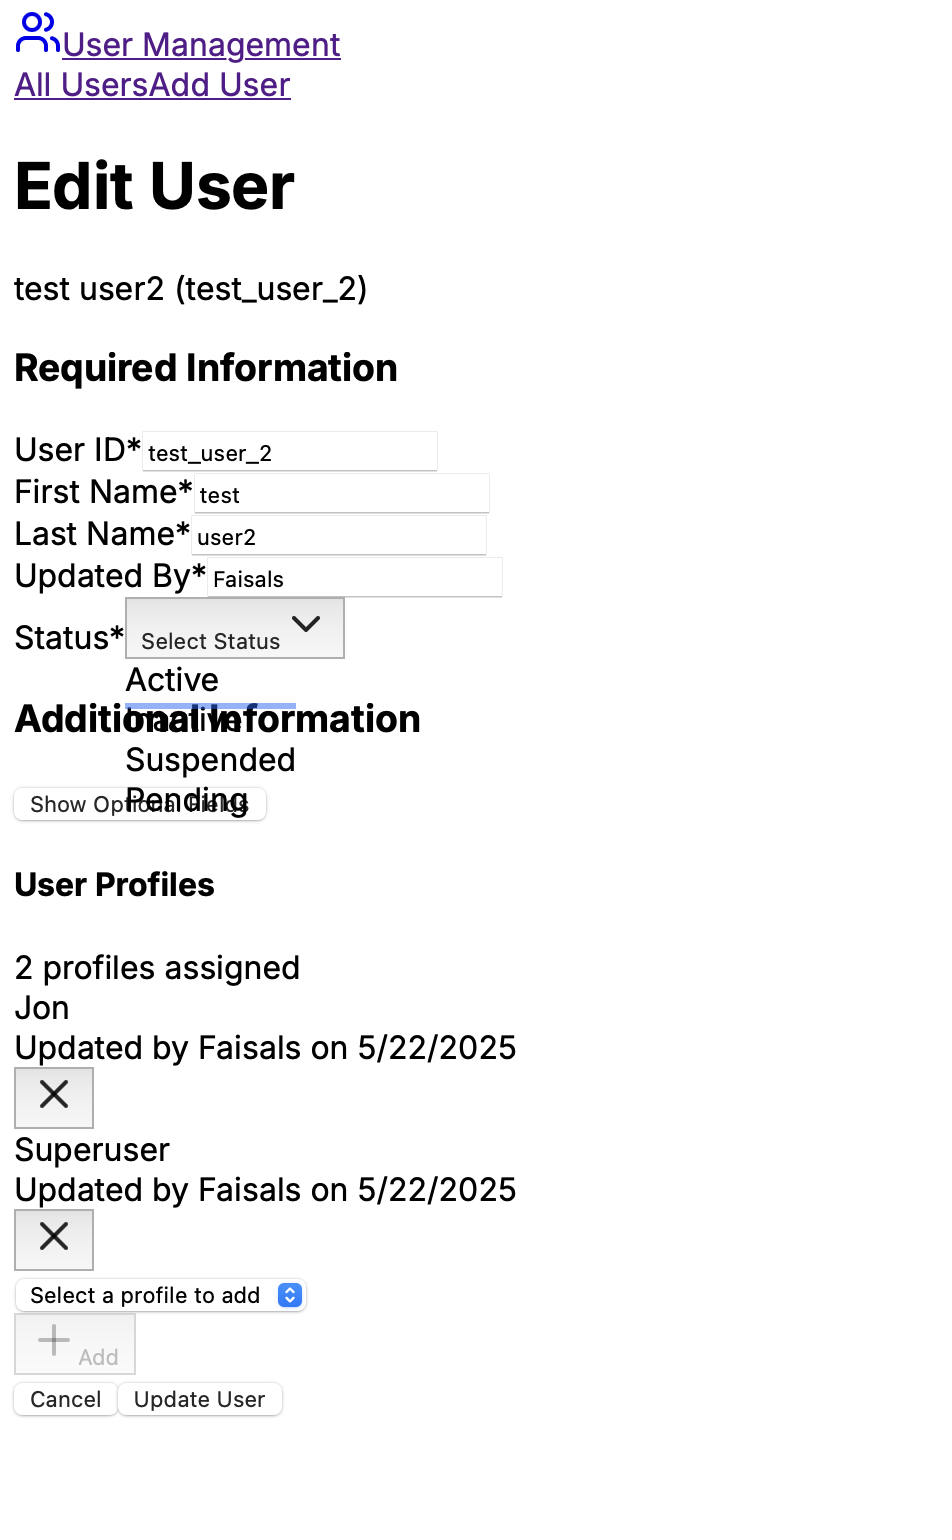 User Management
All UsersAdd User
Edit User
test user2 (test_user_2)
Required Information
User ID* test_user_2
First Name* test
Last Name* user2
Updated By* Faisals
Status* Select Status
Active
Additional Information
Inactive
Suspended
Show Optional Fields
Pending
User Profiles
2 profiles assigned
Jon
Updated by Faisals on 5/22/2025
Superuser
Updated by Faisals on 5/22/2025
Select a profile to add
Add
Cancel Update User